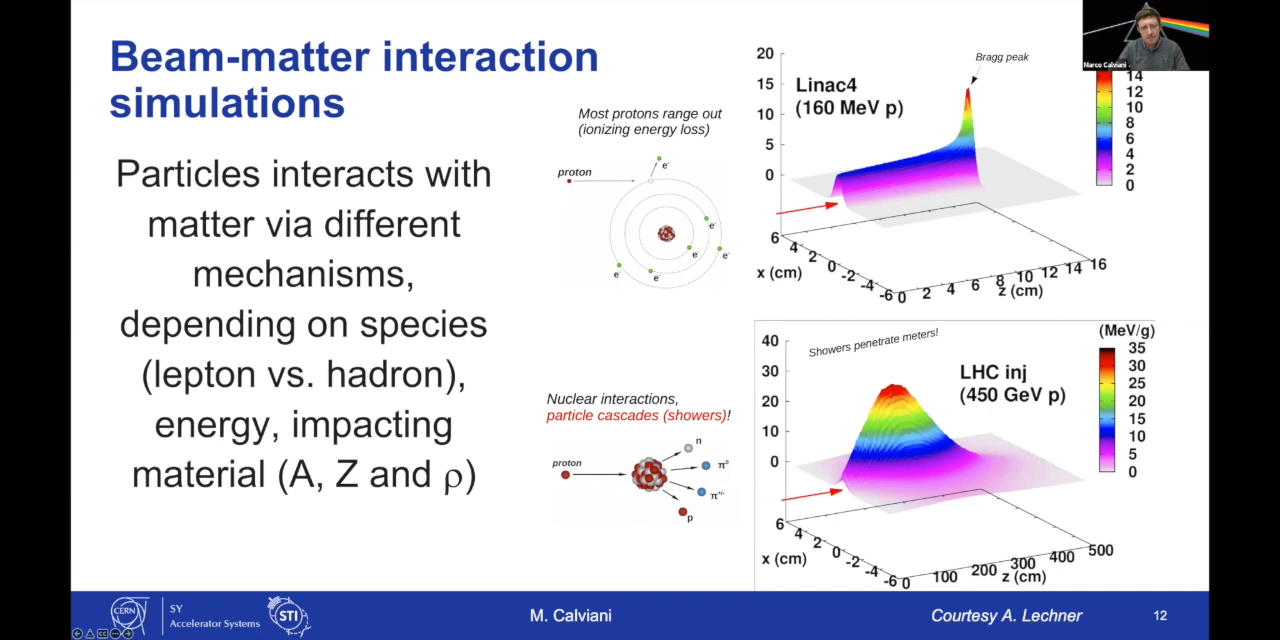 Beam-matter interaction
simulations
Particles interacts with
matter via different
mechanisms,
depending on species
(lepton vs. hadron),
energy, impacting
material (A, Z and ρ)
Most protons range out
(ionizing energy loss)
proton
e-
e-
e-
e-
e-
e-
Nuclear interactions,
particle cascades (showers)!
proton
n
π0
π+/-
p
Marco Calviani
Bragg peak
Linac4
(160 MeV p)
20
15
10
5
0
14
12
10
8
6
4
2
0
6
4
2
0
-2
-4
-6
x (cm)
0 2 4 6 8 10 12 14 16
z (cm)
Showers penetrate meters!
LHC inj
(450 GeV p)
(MeV/g)
40
30
20
10
0
35
30
25
20
15
10
5
0
6
4
2
0
-2
-4
-6
x (cm)
0 100 200 300 400 500
z (cm)
CERN
SY
Accelerator Systems
STI
M. Calviani
Courtesy A. Lechner
12